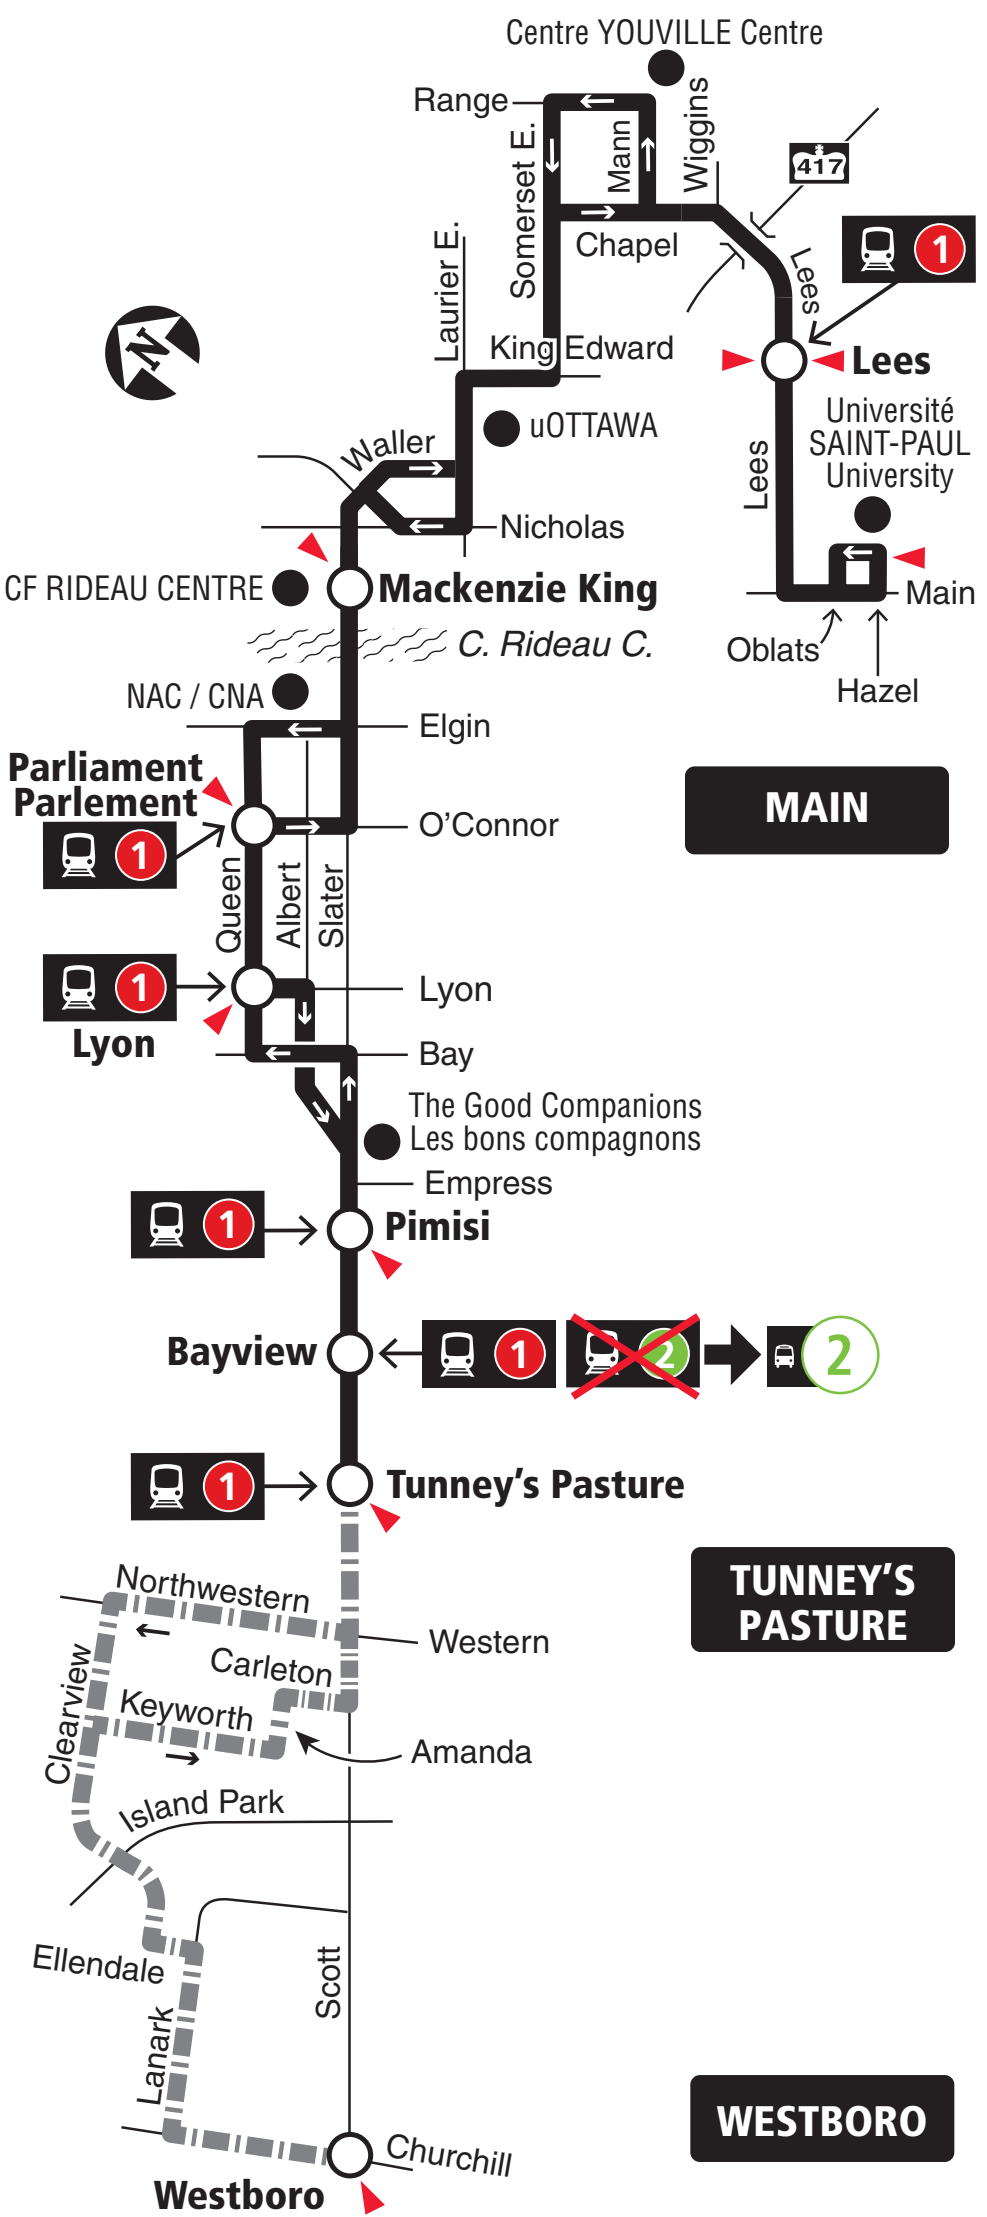 Centre YOUVILLE Centre
Range
Somerset E.
Mann
Wiggins
417
Chapel
Laurier E.
Lees
1
King Edward
Lees
N
uOTTAWA
Université
SAINT-PAUL
University
Waller
Lees
Nicholas
CF RIDEAU CENTRE
Mackenzie King
Main
C. Rideau C.
Oblats
Hazel
NAC / CNA
Elgin
Parliament
Parlement
1
O'Connor
MAIN
Queen
Albert
Slater
1
Lyon
Lyon
Bay
The Good Companions
Les bons compagnons
Empress
1
Pimisi
Bayview
1
2
2
1
Tunney's Pasture
TUNNEY'S
PASTURE
Northwestern
Western
Carleton
Clearview
Keyworth
Amanda
Island Park
Ellendale
Scott
Lanark
WESTBORO
Churchill
Westboro